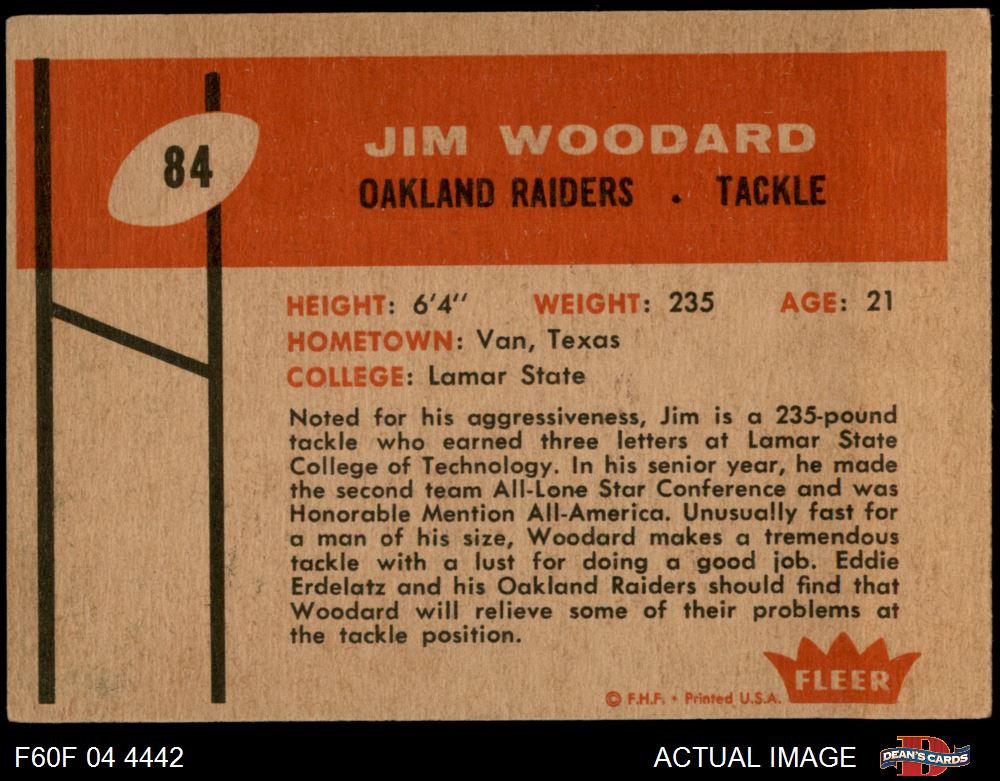 84
JIM WOODARD
OAKLAND RAIDERS . TACKLE
HEIGHT: 6'4'' WEIGHT: 235 AGE: 21
HOMETOWN: Van, Texas
COLLEGE: Lamar State
Noted for his aggressiveness, Jim is a 235-pound
tackle who earned three letters at Lamar State
College of Technology. In his senior year, he made
the second team All-Lone Star Conference and was
Honorable Mention All-America. Unusually fast for
a man of his size, Woodard makes a tremendous
tackle with a lust for doing a good job. Eddie
Erdelatz and his Oakland Raiders should find that
Woodard will relieve some of their problems at
the tackle position.
FLEER
© F.H.F. • Printed U.S.A.
F60F 04 4442 ACTUAL IMAGE DEAN'S CARDS